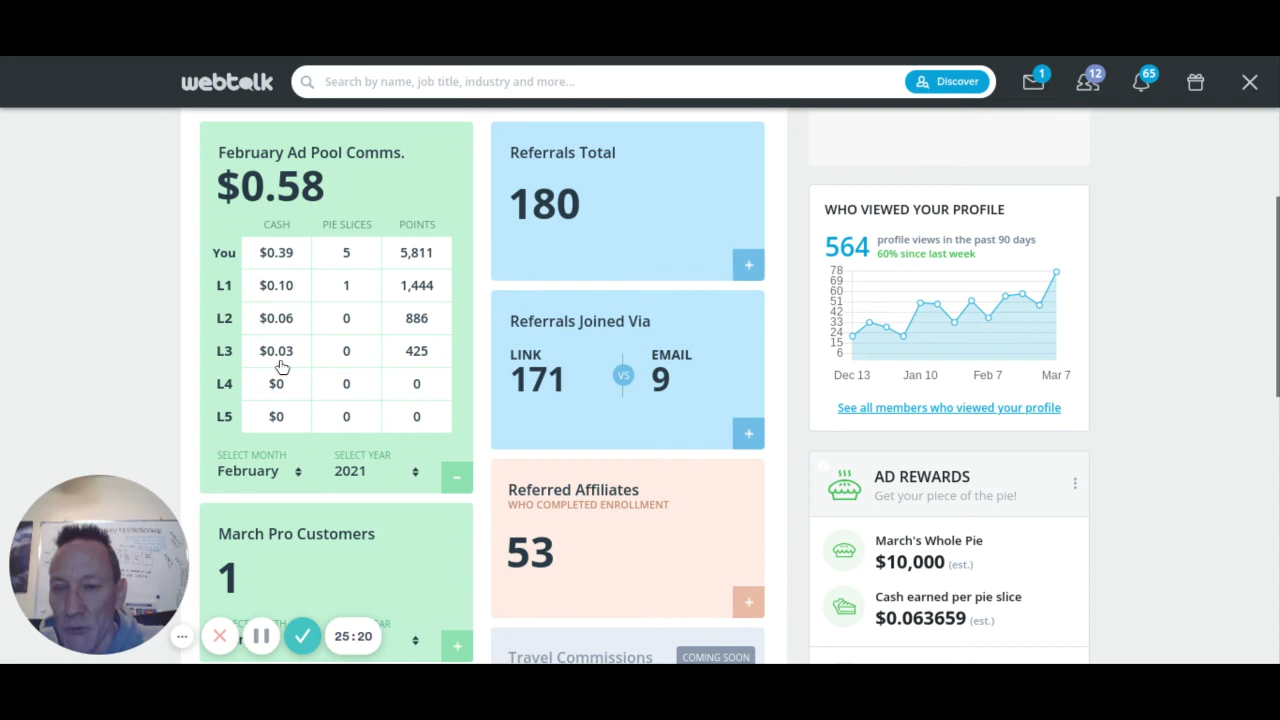 webtalk
Search by name, job title, industry and more...
Discover
1
12
65
February Ad Pool Comms.
$0.58
CASH PIE SLICES POINTS
You $0.39 5 5,811
L1 $0.10 1 1,444
L2 $0.06 0 886
L3 $0.03 0 425
L4 $0 0 0
L5 $0 0 0
SELECT MONTH SELECT YEAR
February 2021
−
March Pro Customers
1
+
Referrals Total
180
+
Referrals Joined Via
LINK VS EMAIL
171 9
+
Referred Affiliates
WHO COMPLETED ENROLLMENT
53
+
Travel Commissions COMING SOON
WHO VIEWED YOUR PROFILE
564 profile views in the past 90 days
60% since last week
78
69
60
51
42
33
24
15
6
Dec 13 Jan 10 Feb 7 Mar 7
See all members who viewed your profile
AD REWARDS
Get your piece of the pie!
March's Whole Pie
$10,000 (est.)
Cash earned per pie slice
$0.063659 (est.)
25:20